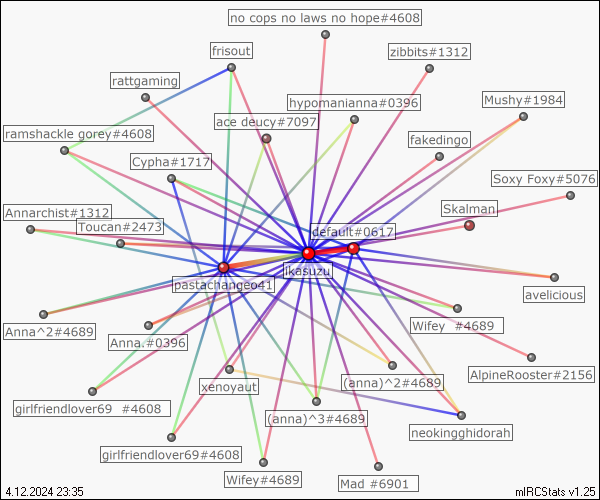 no cops no laws no hope#4608
frisout
zibbits#1312
rattgaming
hypomanianna#0396
Mushy#1984
ace deucy#7097
ramshackle gorey#4608
fakedingo
Cypha#1717
Soxy Foxy#5076
Annarchist#1312
Skalman
Toucan#2473
default#0617
ikasuzu
pastachangeo41
avelicious
Anna^2#4689
Wifey #4689
Anna.#0396
AlpineRooster#2156
xenoyaut
(anna)^2#4689
girlfriendlover69 #4608
(anna)^3#4689
neokingghidorah
girlfriendlover69#4608
Wifey#4689
Mad #6901
4.12.2024 23:35
mIRCStats v1.25